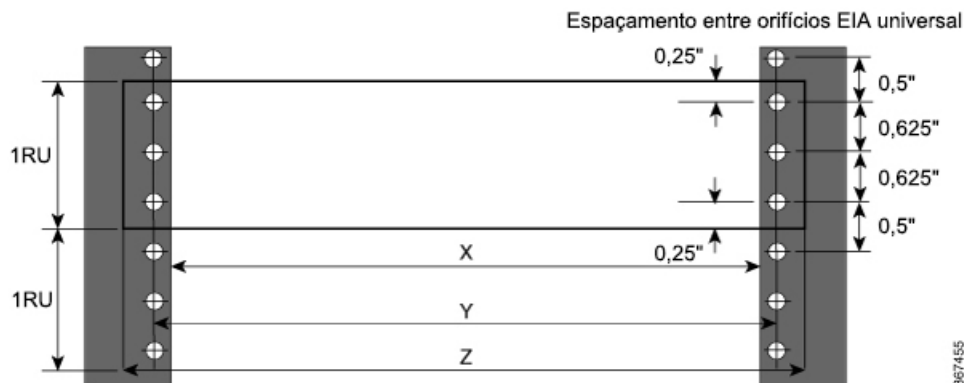 Espaçamento entre orifícios EIA universal
0,25"
0,5"
0,625"
1RU
0,625"
0,5"
0,25"
X
1RU
Y
Z
367455